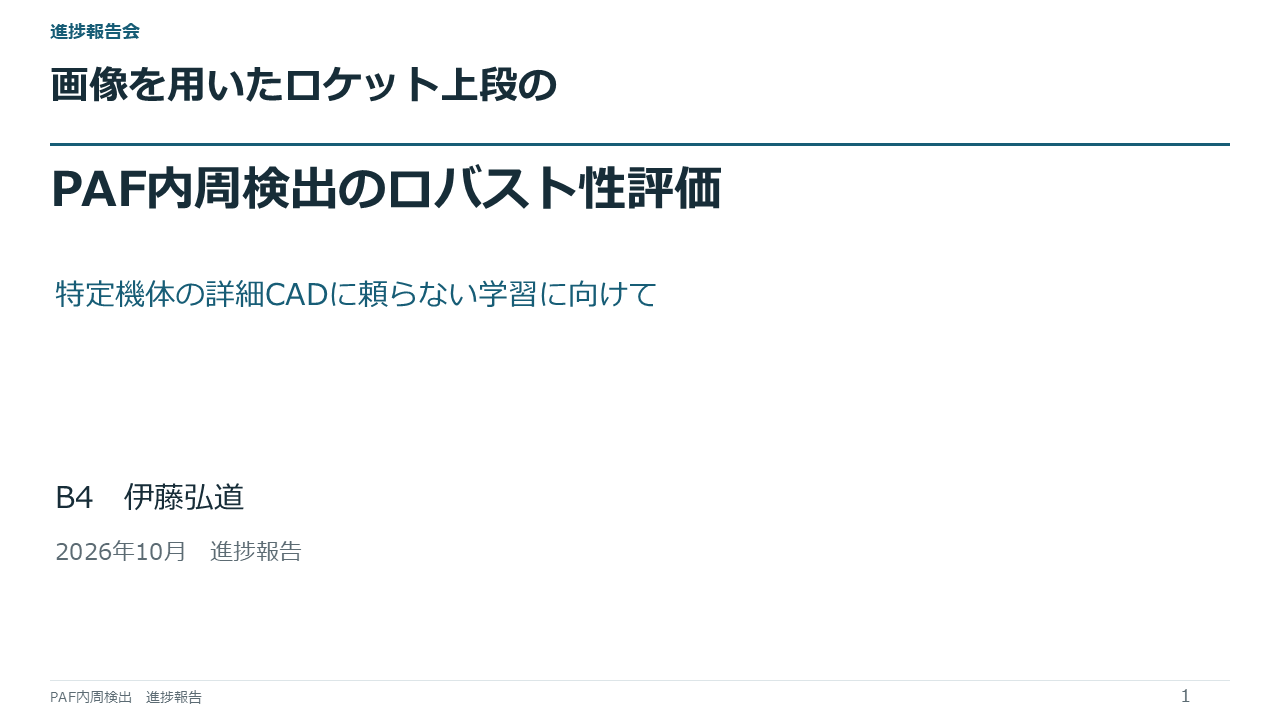 進捗報告会
画像を用いたロケット上段の
PAF内周検出のロバスト性評価
特定機体の詳細CADに頼らない学習に向けて
B4　伊藤弘道
2026年10月　進捗報告
PAF内周検出　進捗報告
1